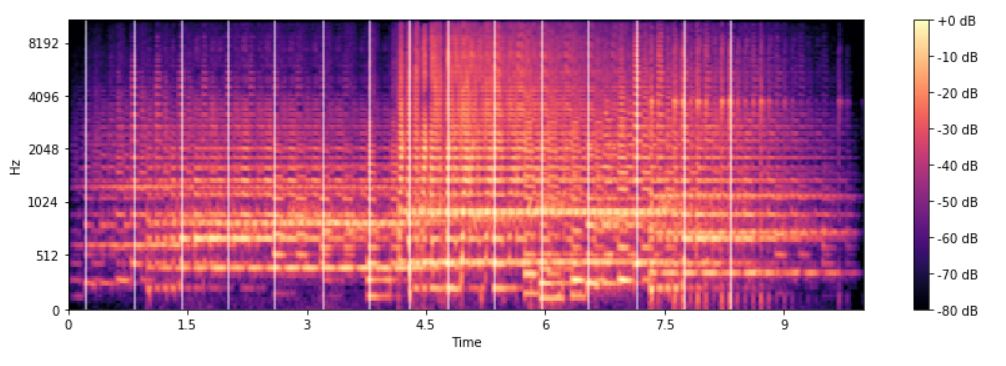 +0 dB
8192
-10 dB
4096
-20 dB
-30 dB
2048
Hz
-40 dB
1024
-50 dB
512
-60 dB
-70 dB
0
-80 dB
0 1.5 3 4.5 6 7.5 9
Time